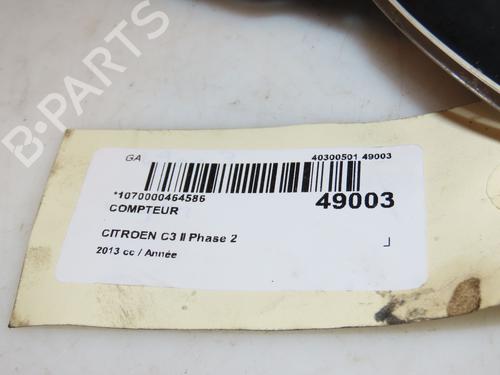 B-PARTS
GA
40300501 49003
*1070000464586
COMPTEUR
49003
CITROEN C3 II Phase 2
2013 cc / Année